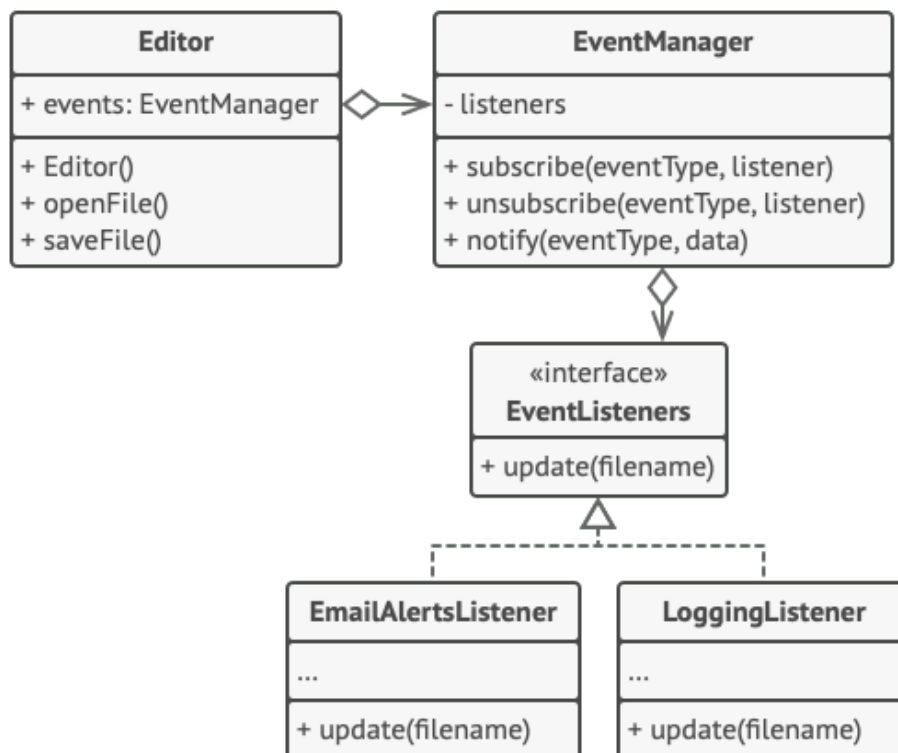 Editor
+ events: EventManager
+ Editor()
+ openFile()
+ saveFile()
EventManager
- listeners
+ subscribe(eventType, listener)
+ unsubscribe(eventType, listener)
+ notify(eventType, data)
«interface»
EventListeners
+ update(filename)
EmailAlertsListener
...
+ update(filename)
LoggingListener
...
+ update(filename)